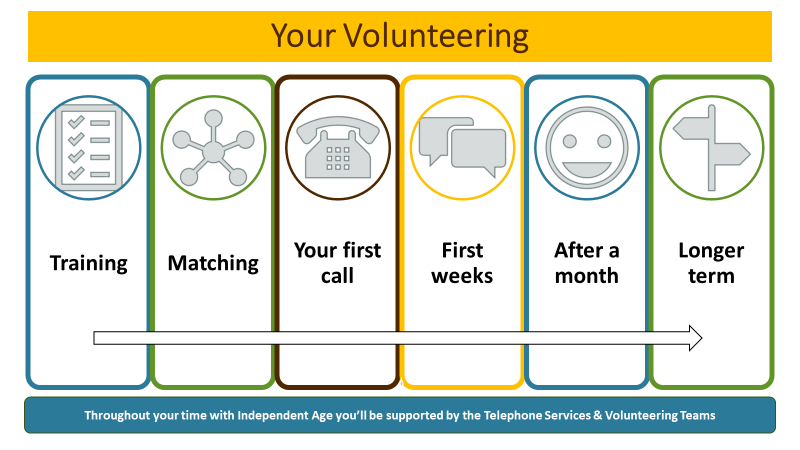 Your Volunteering
Training
Matching
Your first
call
First
weeks
After a
month
Longer
term
Throughout your time with Independent Age you’ll be supported by the Telephone Services & Volunteering Teams